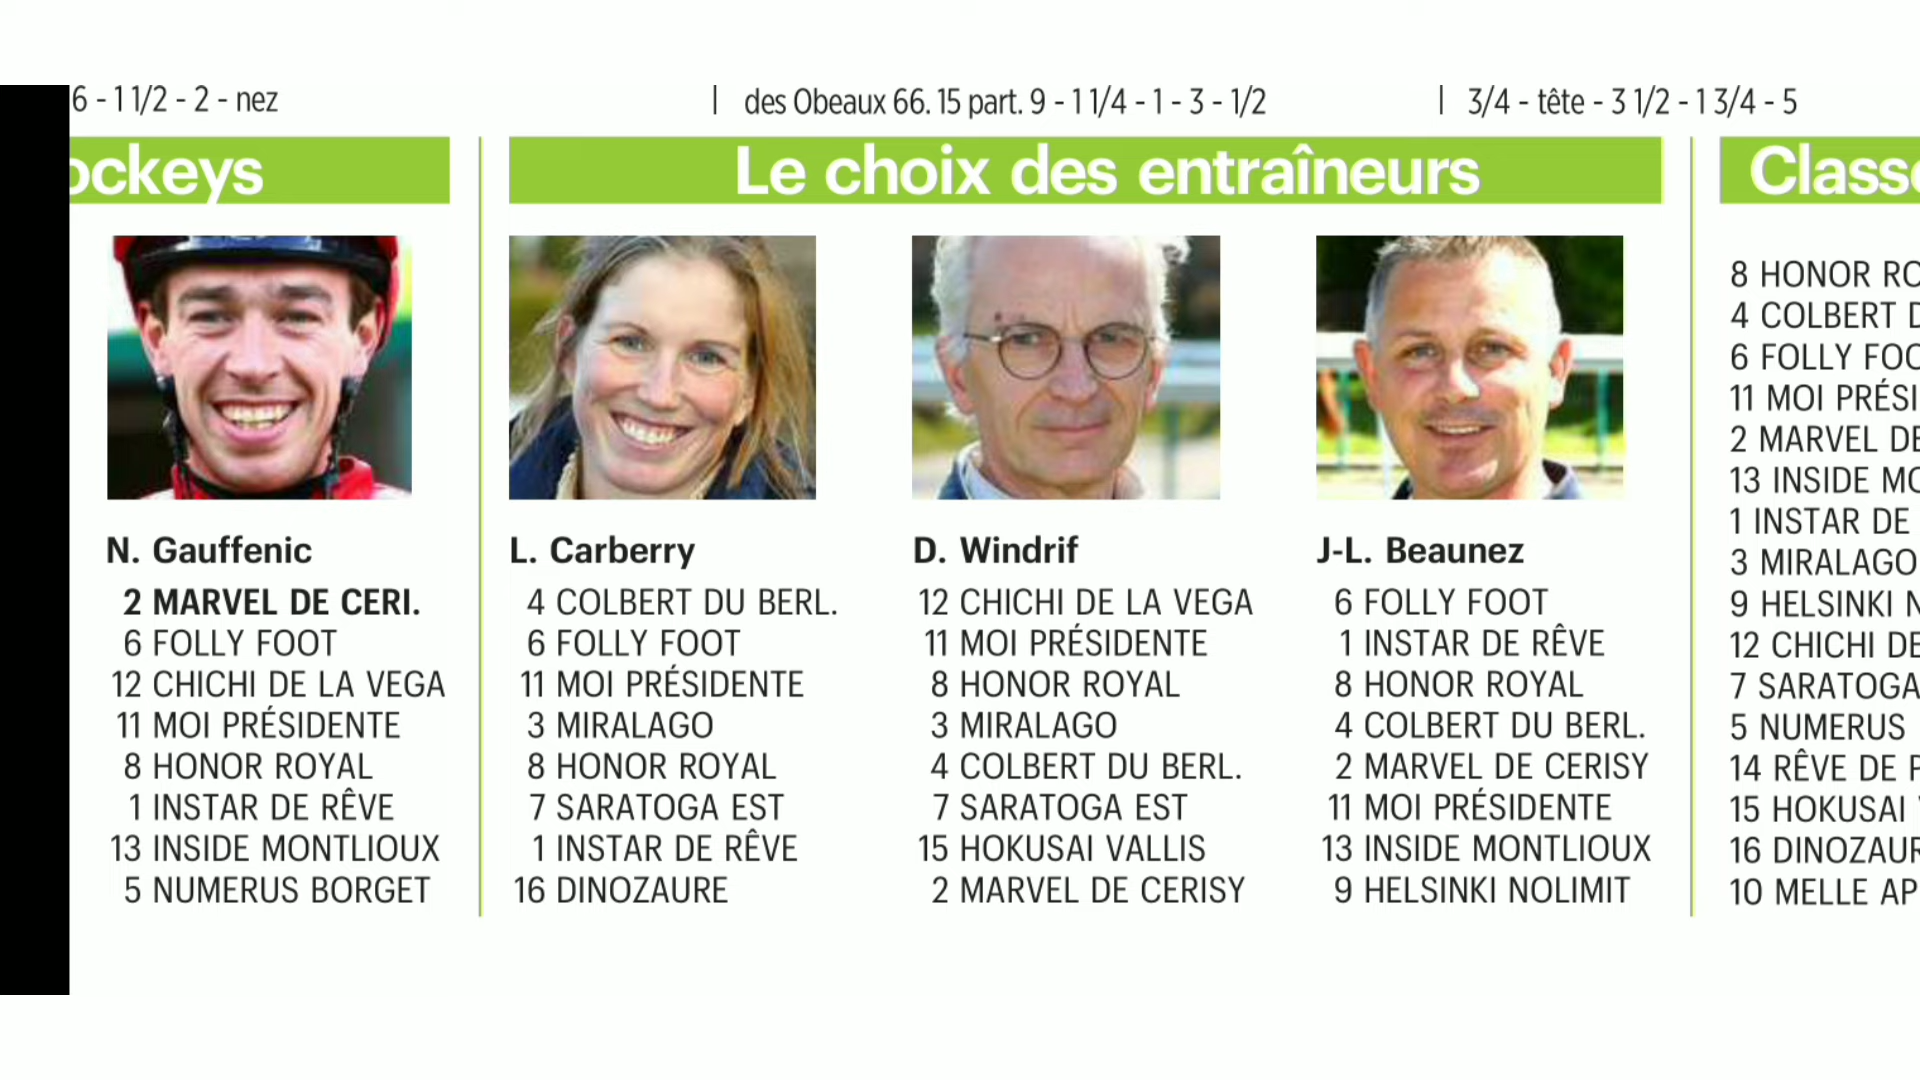 6 - 1 1/2 - 2 - nez
des Obeaux 66. 15 part. 9 - 1 1/4 - 1 - 3 - 1/2
3/4 - tête - 3 1/2 - 1 3/4 - 5
ockeys
N. Gauffenic
2 MARVEL DE CERI.
6 FOLLY FOOT
12 CHICHI DE LA VEGA
11 MOI PRÉSIDENTE
8 HONOR ROYAL
1 INSTAR DE RÊVE
13 INSIDE MONTLIOUX
5 NUMERUS BORGET
Le choix des entraîneurs
L. Carberry
4 COLBERT DU BERL.
6 FOLLY FOOT
11 MOI PRÉSIDENTE
3 MIRALAGO
8 HONOR ROYAL
7 SARATOGA EST
1 INSTAR DE RÊVE
16 DINOZAURE
D. Windrif
12 CHICHI DE LA VEGA
11 MOI PRÉSIDENTE
8 HONOR ROYAL
3 MIRALAGO
4 COLBERT DU BERL.
7 SARATOGA EST
15 HOKUSAI VALLIS
2 MARVEL DE CERISY
J-L. Beaunez
6 FOLLY FOOT
1 INSTAR DE RÊVE
8 HONOR ROYAL
4 COLBERT DU BERL.
2 MARVEL DE CERISY
11 MOI PRÉSIDENTE
13 INSIDE MONTLIOUX
9 HELSINKI NOLIMIT
Classe
8 HONOR RO
4 COLBERT D
6 FOLLY FOO
11 MOI PRÉSI
2 MARVEL DE
13 INSIDE MO
1 INSTAR DE
3 MIRALAGO
9 HELSINKI N
12 CHICHI DE
7 SARATOGA
5 NUMERUS
14 RÊVE DE P
15 HOKUSAI V
16 DINOZAUR
10 MELLE AP